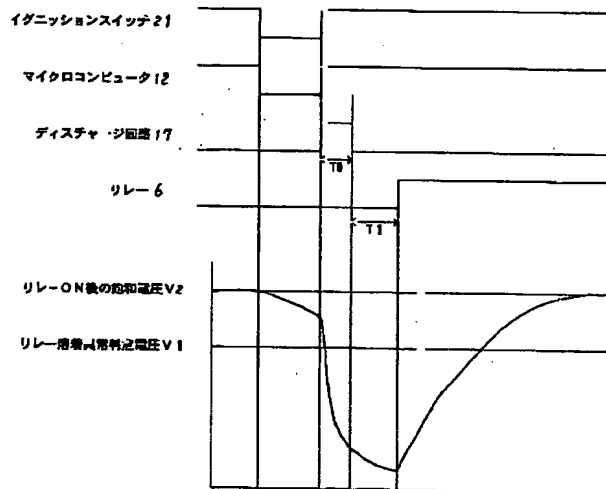 イグニッションスイッチ21
マイクロコンピュータ12
ディスチャージ回路17
T0
リレー6
T1
リレーON後の飽和電圧V2
リレー溶着異常判定電圧V1